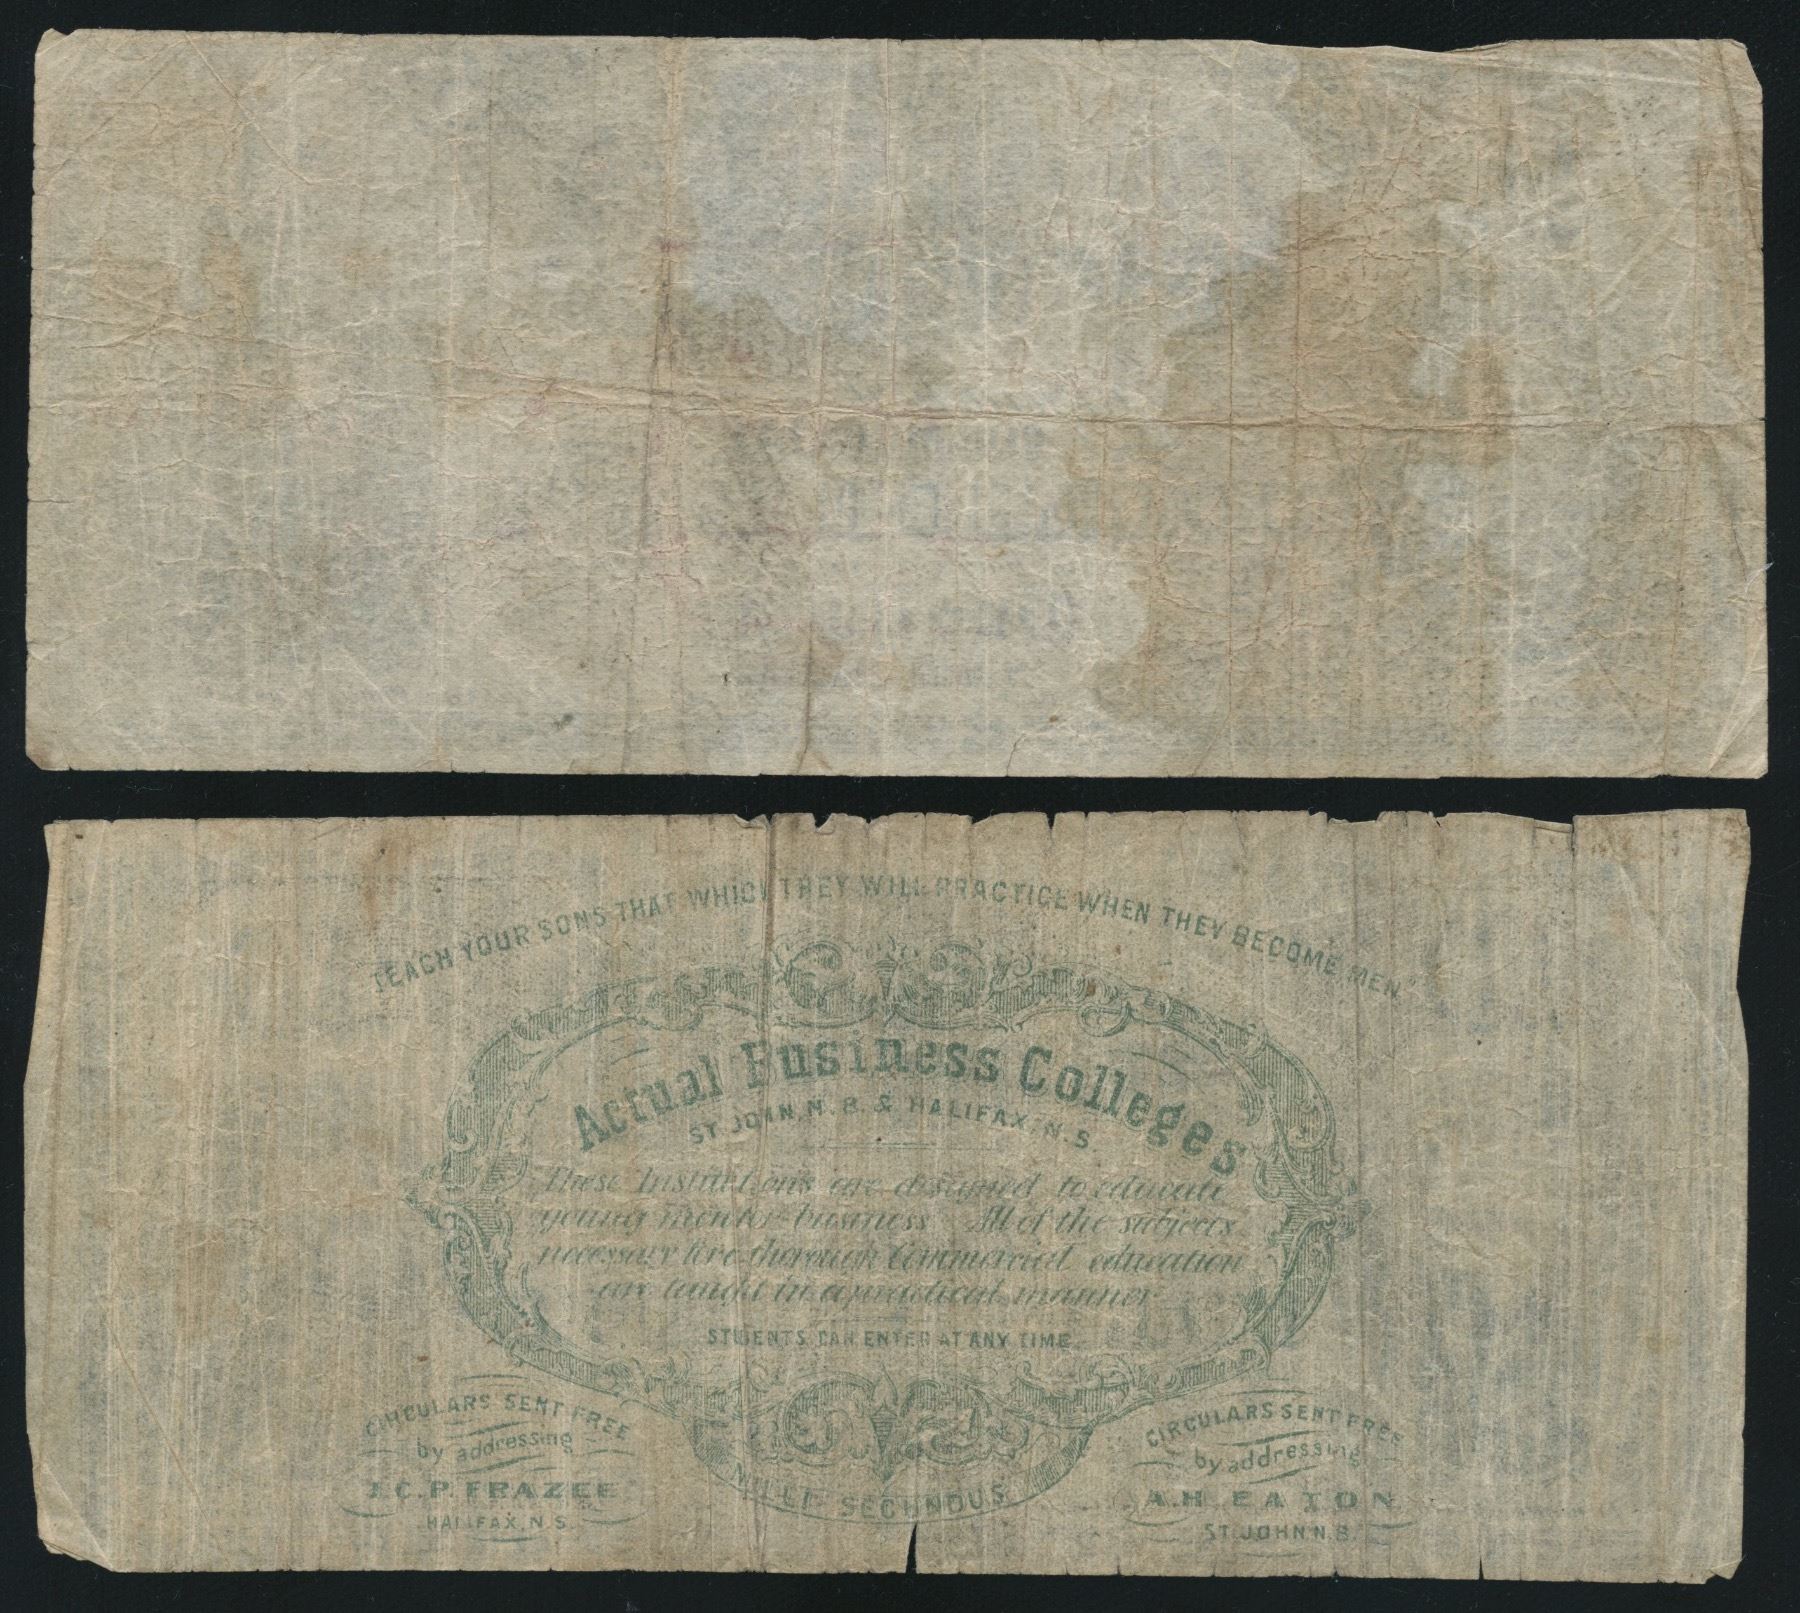 "TEACH YOUR SONS THAT WHICH THEY WILL PRACTICE WHEN THEY BECOME MEN."
Actual Business Colleges
ST JOHN, N.B. & HALIFAX, N.S.
These Institutions are designed to educate
young men for business. All of the subjects
necessary for a thorough Commercial education
are taught in a practical manner
STUDENTS CAN ENTER AT ANY TIME.
CIRCULARS SENT FREE
by addressing
J.C.P. FRAZEE
HALIFAX, N.S.
NULLI SECUNDUS
CIRCULARS SENT FREE
by addressing
A.H. EATON
ST. JOHN N.B.